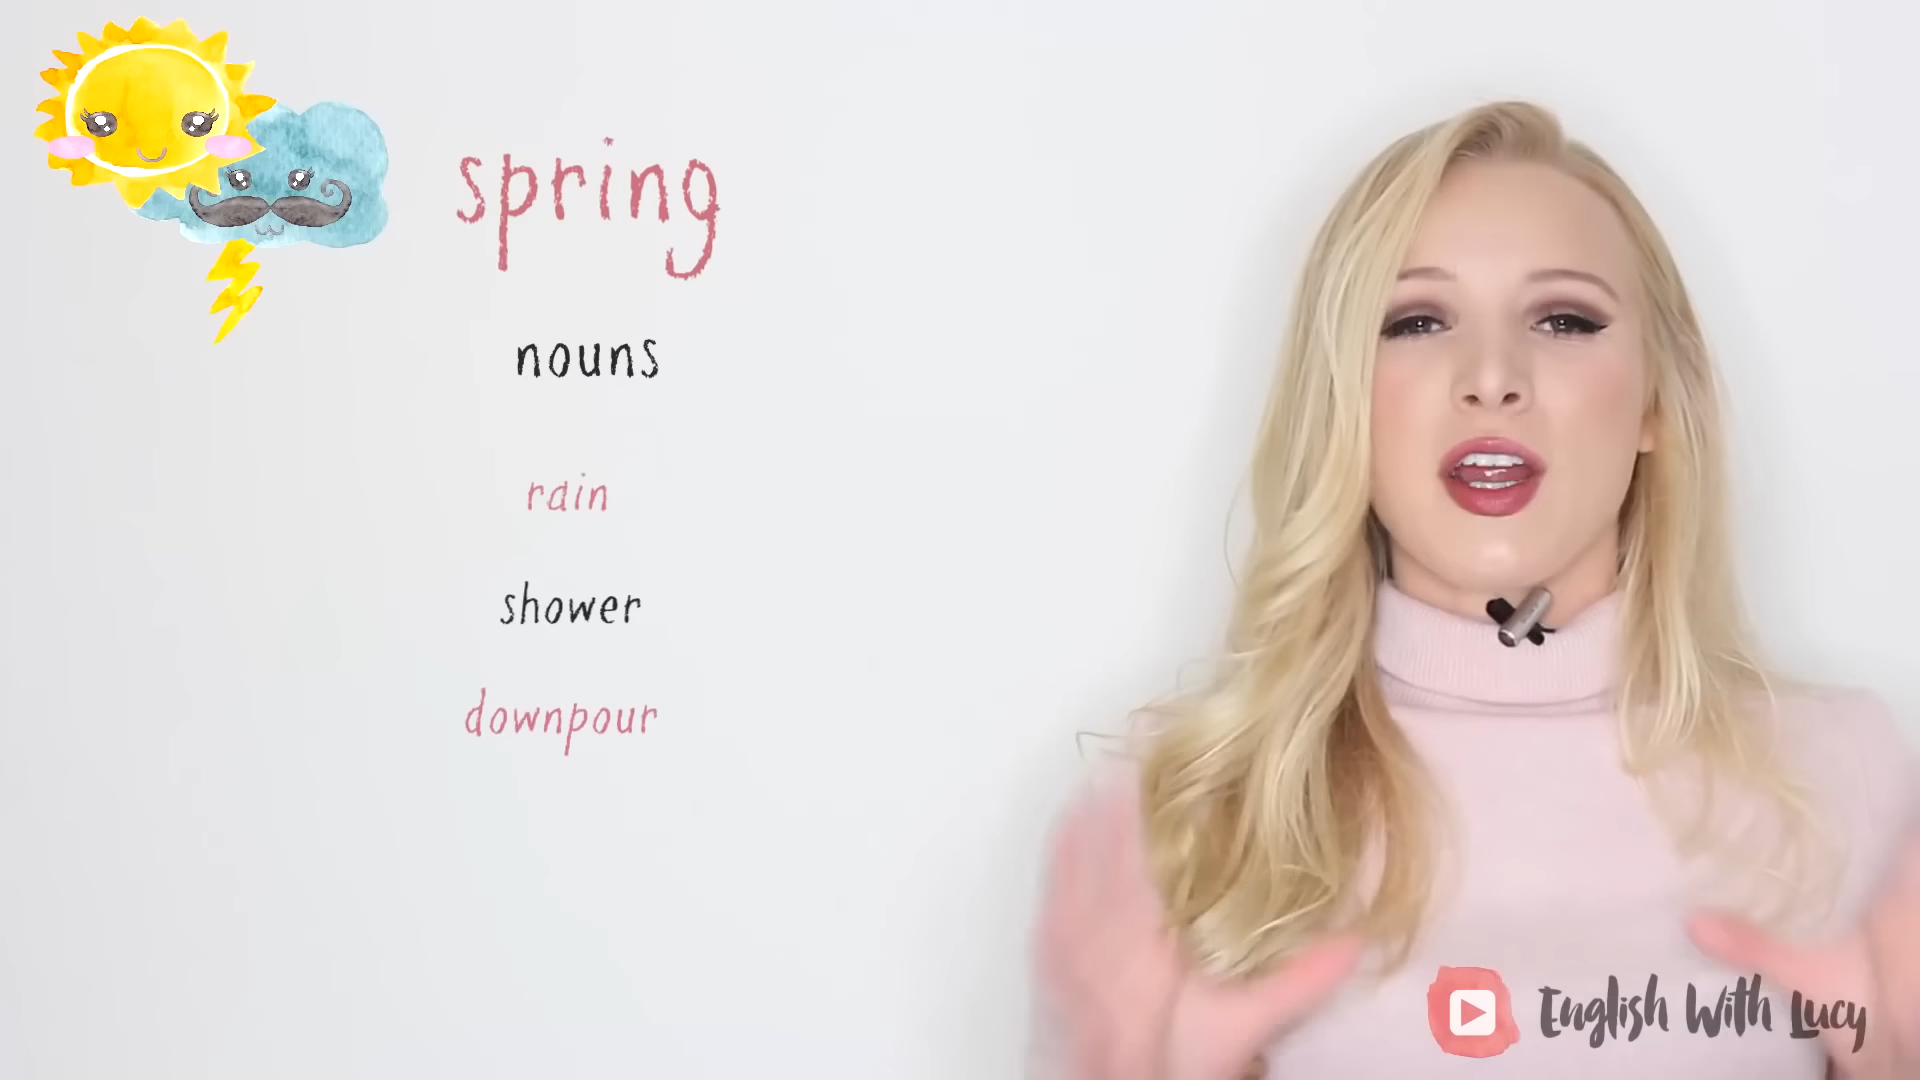 spring
nouns
rain
shower
downpour
English With Lucy